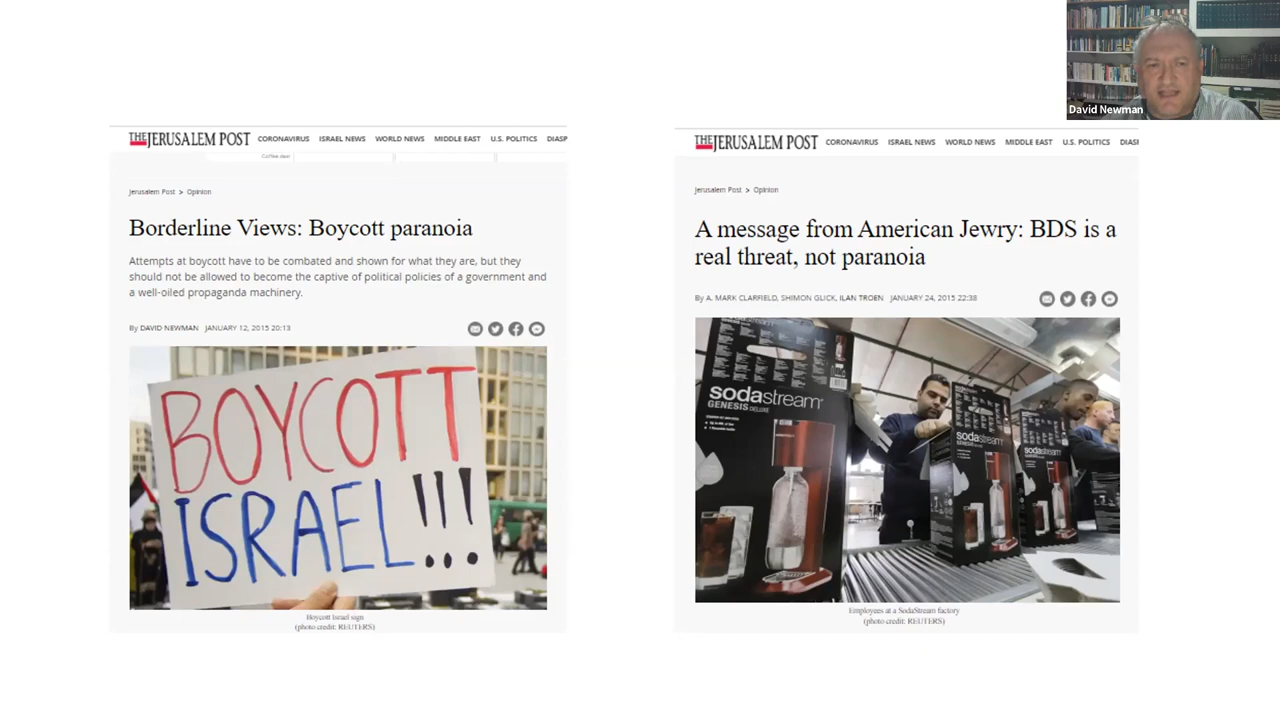 David Newman
THE JERUSALEM POST CORONAVIRUS ISRAEL NEWS WORLD NEWS MIDDLE EAST U.S. POLITICS DIASP
Jerusalem Post > Opinion
Borderline Views: Boycott paranoia
Attempts at boycott have to be combated and shown for what they are, but they
should not be allowed to become the captive of political policies of a government and
a well-oiled propaganda machinery.
By DAVID NEWMAN JANUARY 12, 2015 20:13
BOYCOTT
ISRAEL!!!
Boycott Israel sign
(photo credit: REUTERS)
THE JERUSALEM POST CORONAVIRUS ISRAEL NEWS WORLD NEWS MIDDLE EAST U.S. POLITICS DIAS
Jerusalem Post > Opinion
A message from American Jewry: BDS is a
real threat, not paranoia
By A. MARK CLARFIELD, SHIMON GLICK, ILAN TROEN JANUARY 24, 2015 22:38
sodastream
GENESIS DELUXE
sodastream
sodastream
Employees at a SodaStream factory
(photo credit: REUTERS)